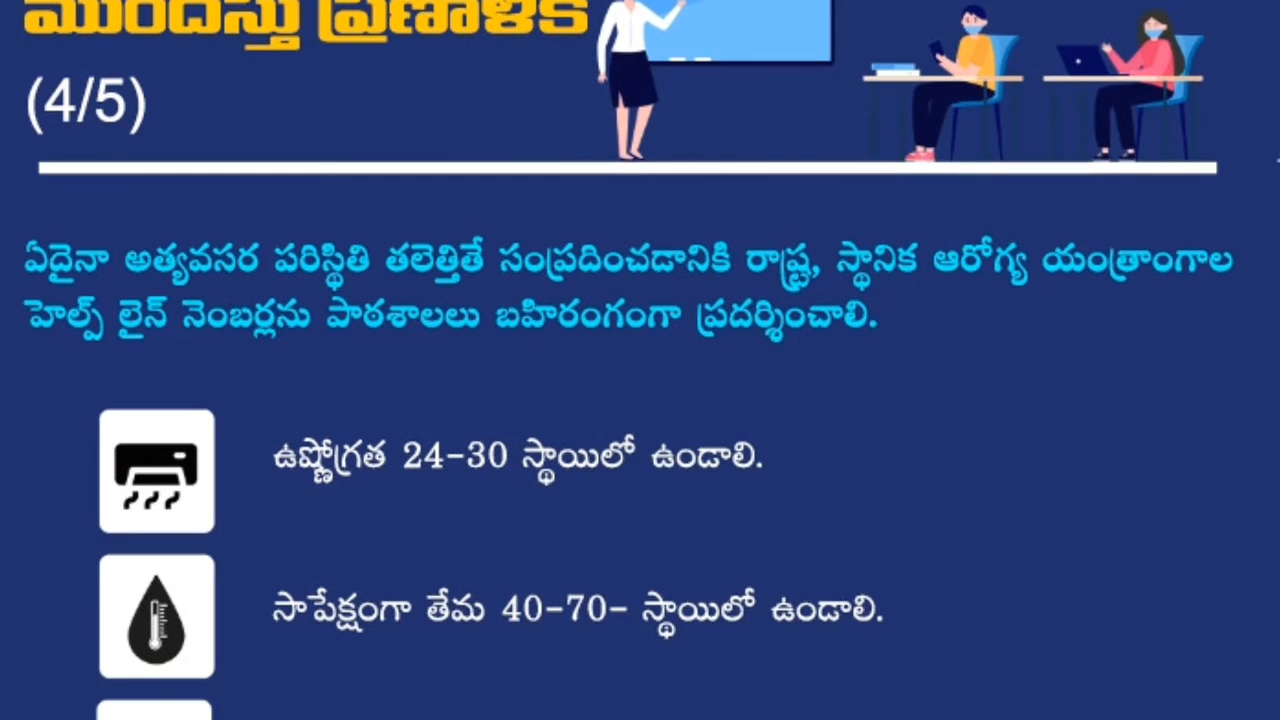 ముందస్తు ప్రణాళిక
(4/5)
ఏదైనా అత్యవసర పరిస్థితి తలెత్తితే సంప్రదించడానికి రాష్ట్ర, స్థానిక ఆరోగ్య యంత్రాంగాల
హెల్ప్ లైన్ నెంబర్లను పాఠశాలలు బహిరంగంగా ప్రదర్శించాలి.
ఉష్ణోగ్రత 24-30 స్థాయిలో ఉండాలి.
సాపేక్షంగా తేమ 40-70- స్థాయిలో ఉండాలి.